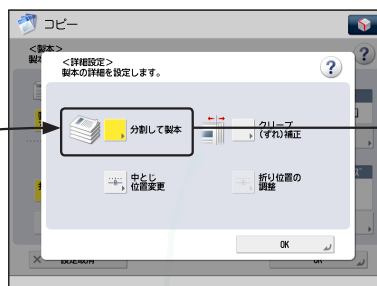 コピー
<製本>
製本
<詳細設定>
製本の詳細を設定します。
?
?
分割して製本
クリープ
(ずれ)補正
中とじ
位置変更
折り位置の
調整
OK
設定取消
OK